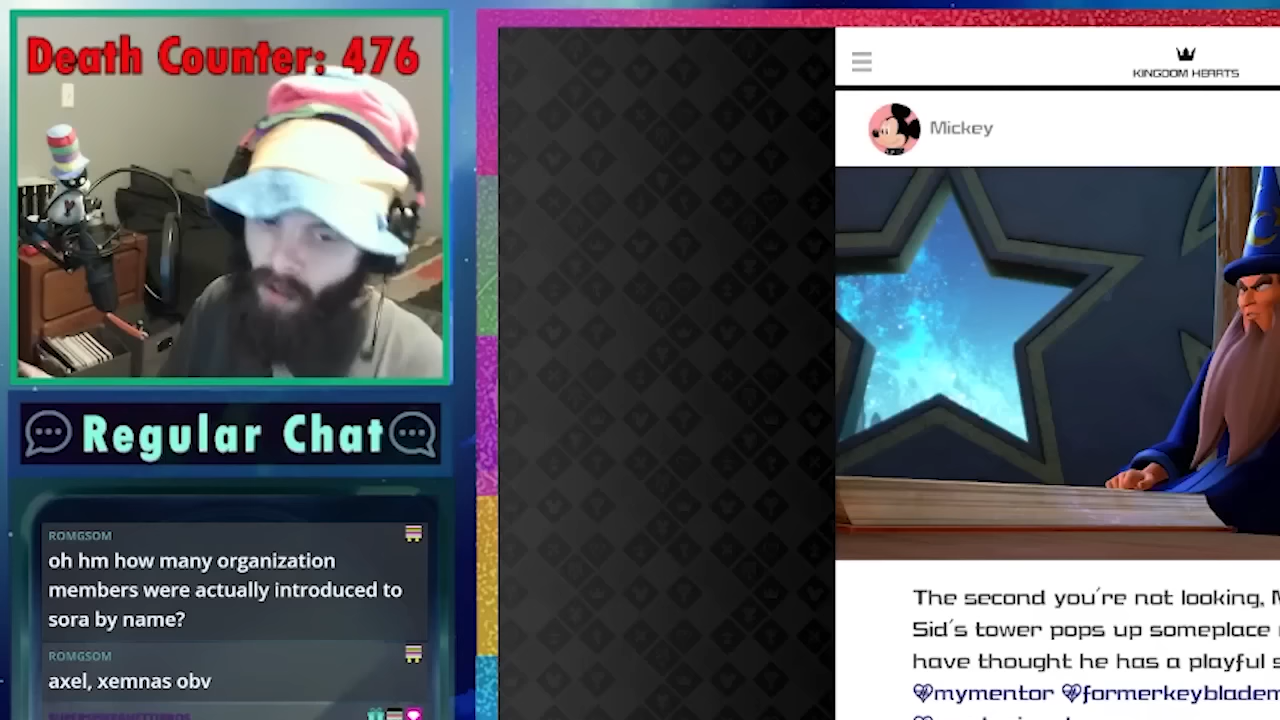 Death Counter: 476
KINGDOM HEARTS
Mickey
Regular Chat
ROMGSOM
oh hm how many organization
members were actually introduced to
sora by name?
ROMGSOM
axel, xemnas obv
The second you're not looking,
Sid's tower pops up someplace
have thought he has a playful
mymentor